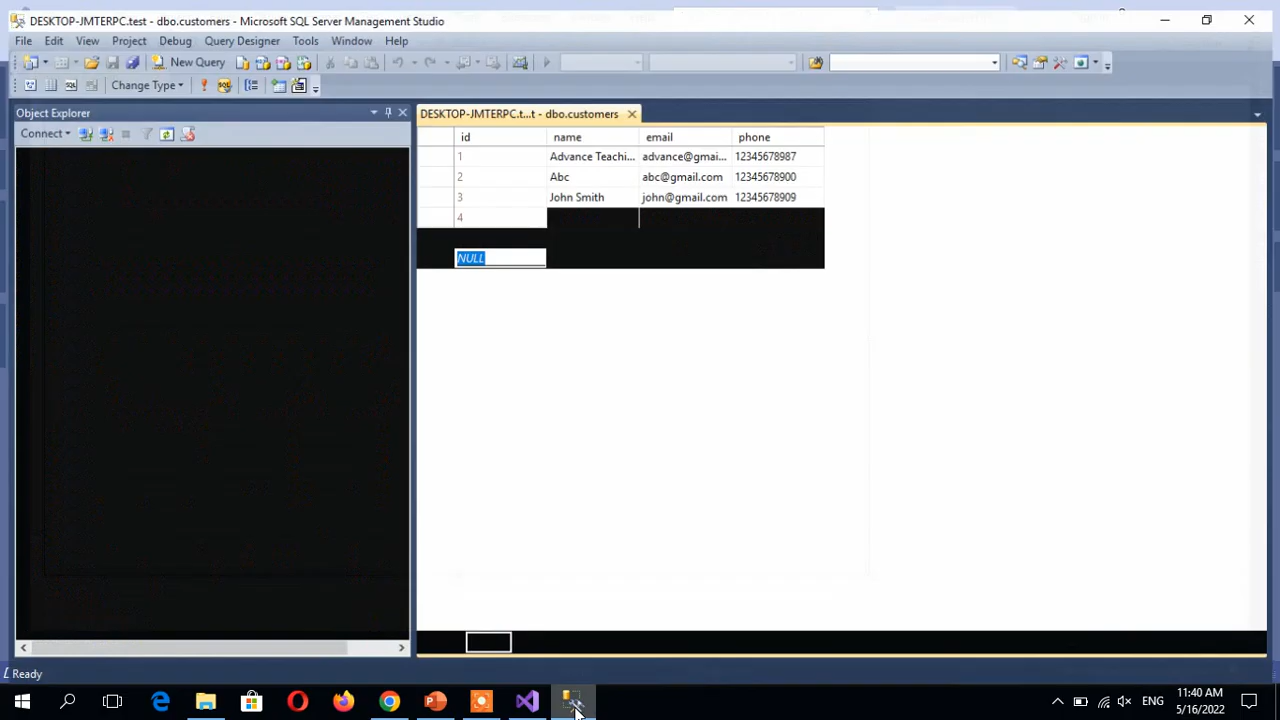 DESKTOP-JMTERPC.test - dbo.customers - Microsoft SQL Server Management Studio
File Edit View Project Debug Query Designer Tools Window Help
New Query
Change Type
Object Explorer
DESKTOP-JMTERPC.t...t - dbo.customers
Connect
id name email phone
1 Advance Teachi... advance@gmai... 12345678987
2 Abc abc@gmail.com 12345678900
3 John Smith john@gmail.com 12345678909
4
NULL
Ready
ENG
11:40 AM
5/16/2022